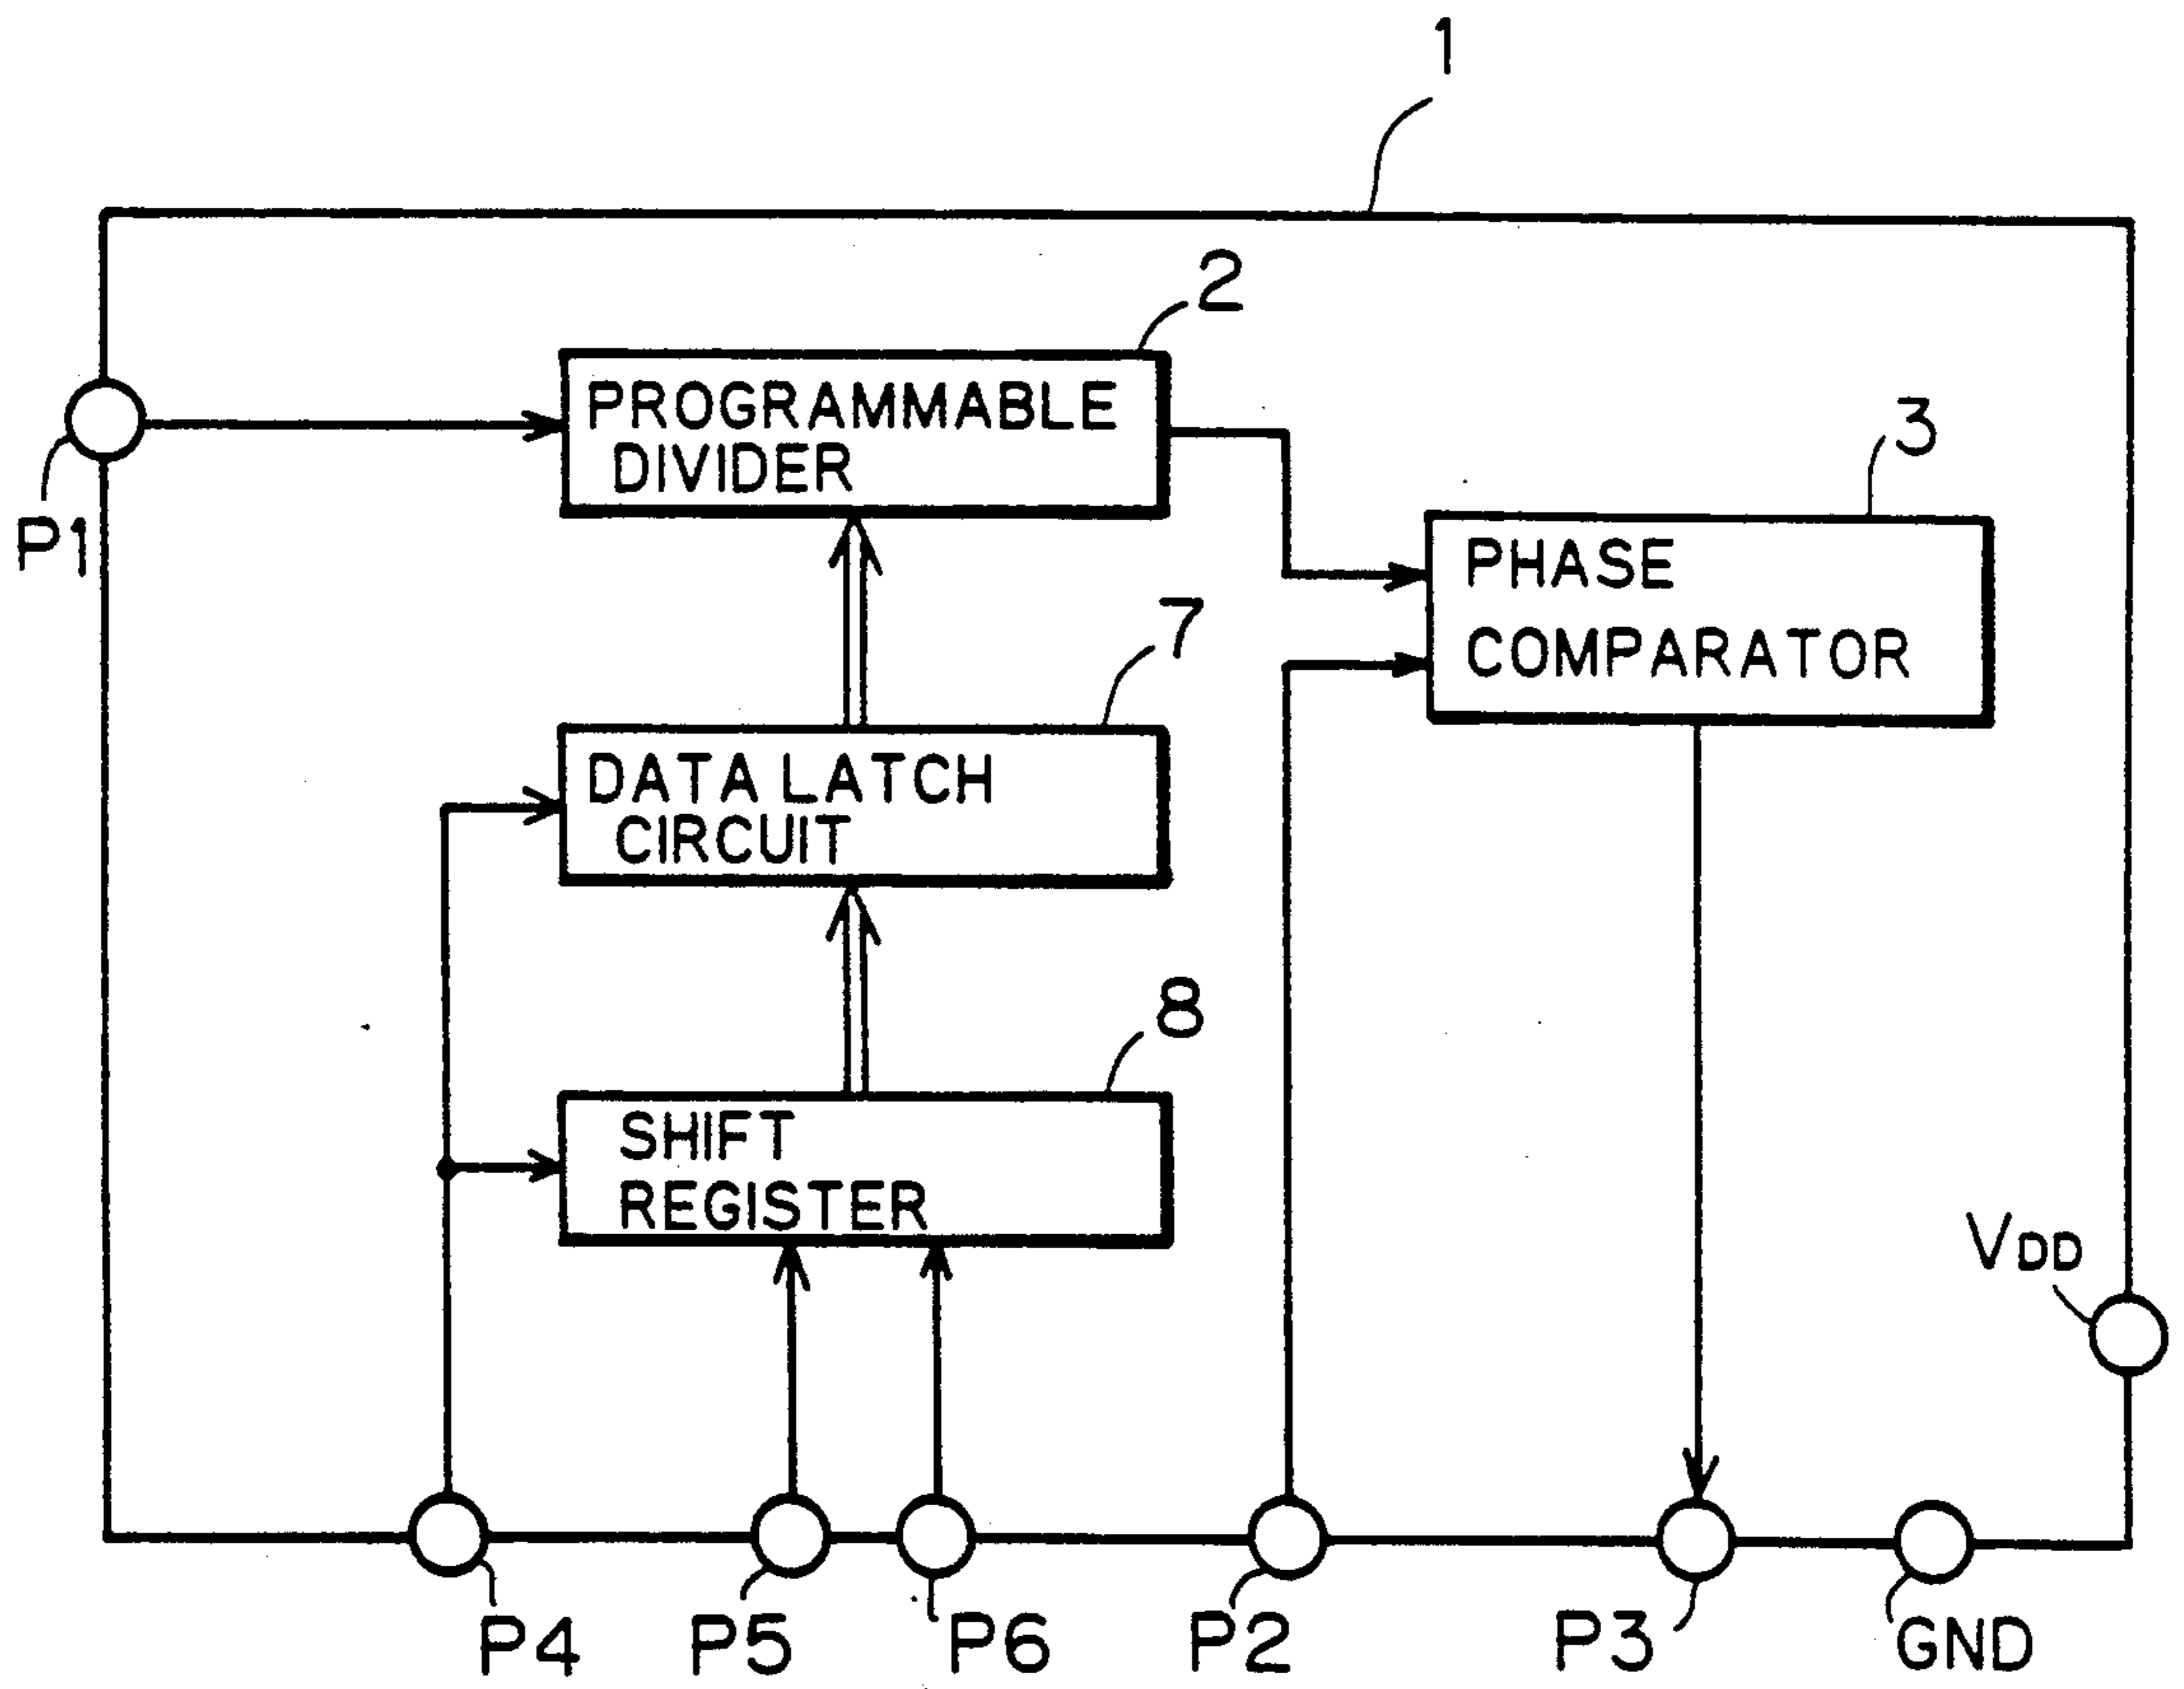 1
2
PROGRAMMABLE
DIVIDER
3
P1
PHASE
COMPARATOR
7
DATA LATCH
CIRCUIT
8
SHIFT
REGISTER
VDD
P4
P5
P6
P2
P3
GND